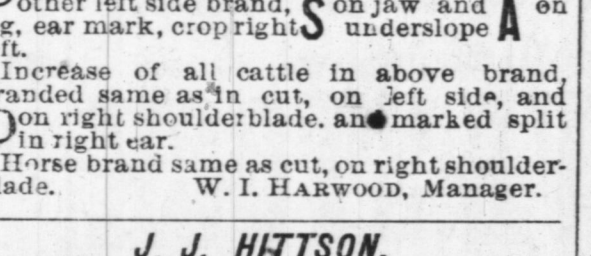 other left side brand, S on jaw and A on
g, ear mark, crop right underslope
ft.
Increase of all cattle in above brand,
randed same as in cut, on left side, and
on right shoulderblade. and marked split
in right ear.
Horse brand same as cut, on right shoulder-
lade. W. I. HARWOOD, Manager.
J. J. HITTSON.